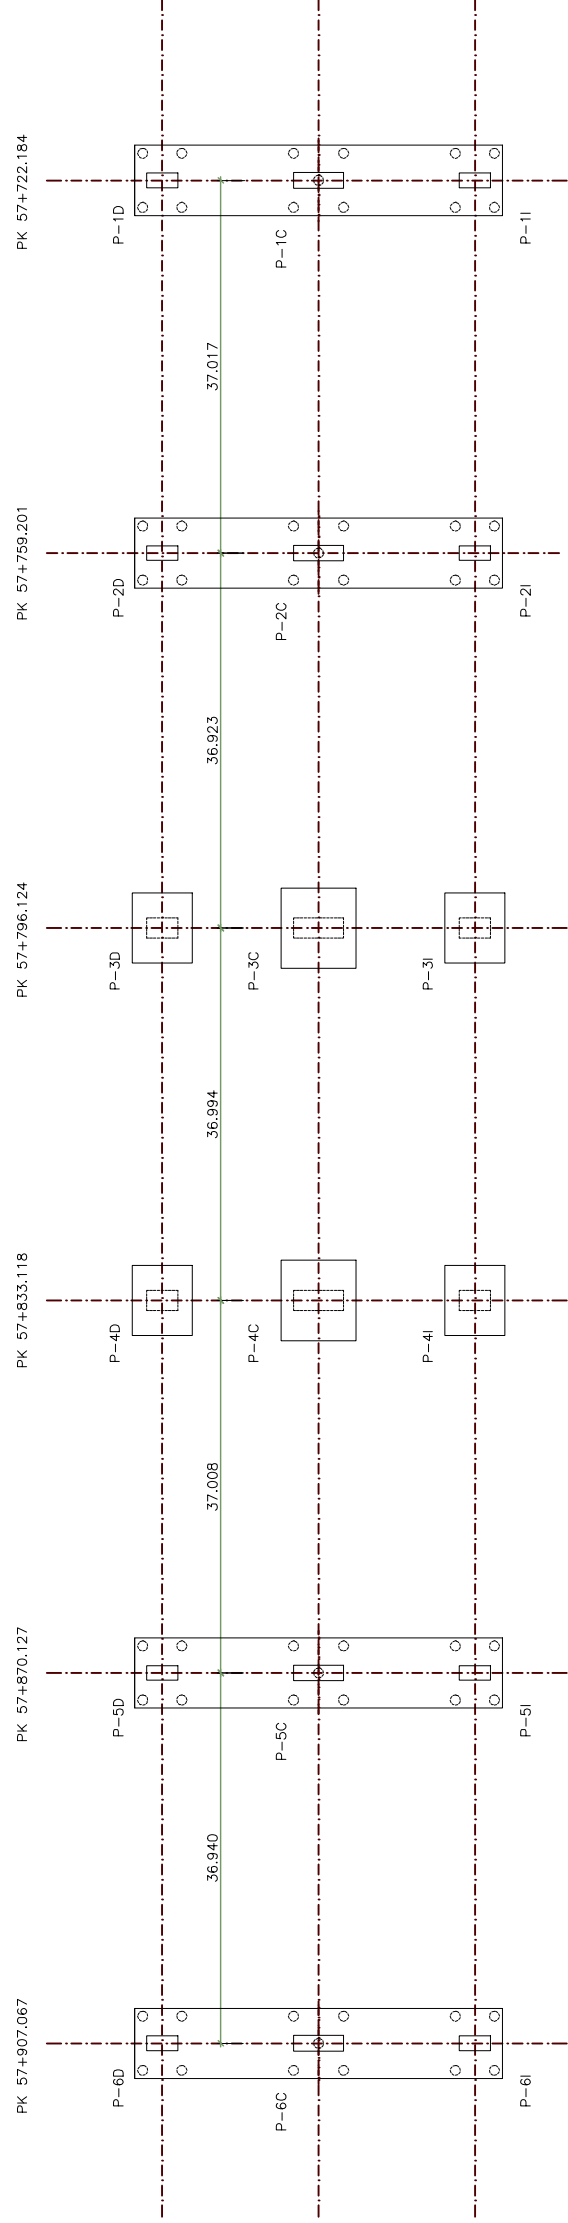 PK 57+722.184
P-1D
P-1C
P-1I
37.017
PK 57+759.201
P-2D
P-2C
P-2I
36.923
PK 57+796.124
P-3D
P-3C
P-3I
36.994
PK 57+833.118
P-4D
P-4C
P-4I
37.008
PK 57+870.127
P-5D
P-5C
P-5I
36.940
PK 57+907.067
P-6D
P-6C
P-6I